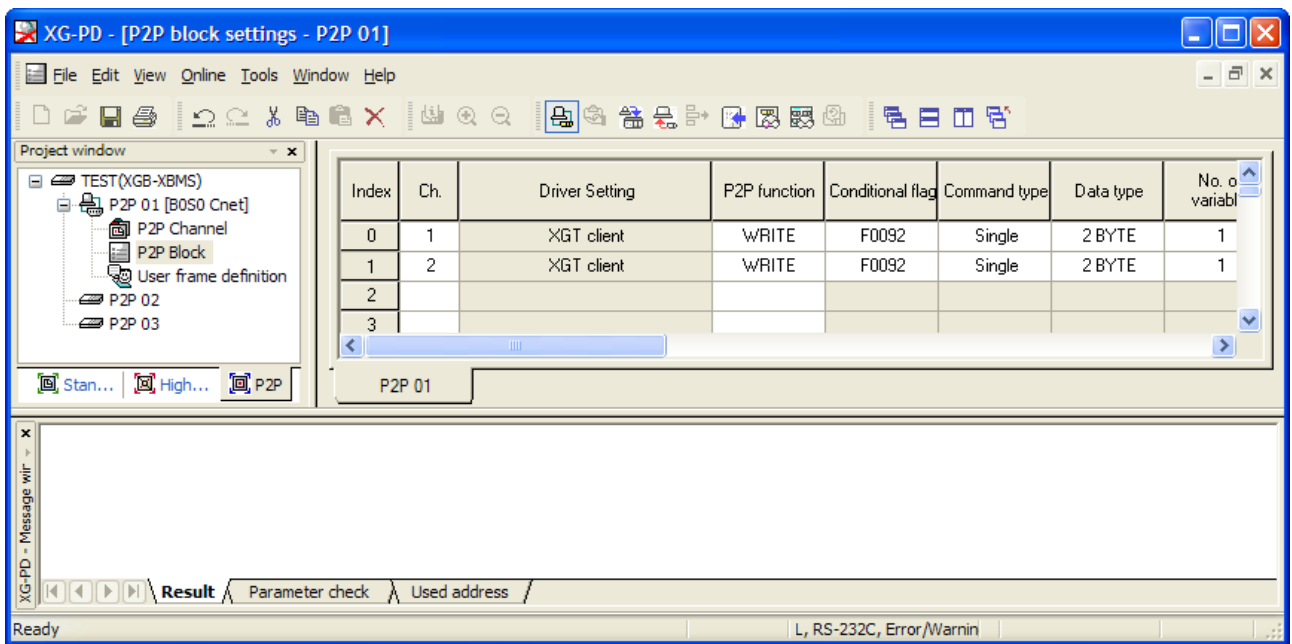 XG-PD - [P2P block settings - P2P 01]
File Edit View Online Tools Window Help
Project window
TEST(XGB-XBMS)
P2P 01 [B0S0 Cnet]
P2P Channel
P2P Block
User frame definition
P2P 02
P2P 03
Stan... High... P2P
Index Ch. Driver Setting P2P function Conditional flag Command type Data type No. o
variabl
0 1 XGT client WRITE F0092 Single 2 BYTE 1
1 2 XGT client WRITE F0092 Single 2 BYTE 1
2
3
P2P 01
XG-PD - Message wir
Result Parameter check Used address
Ready L, RS-232C, Error/Warnin